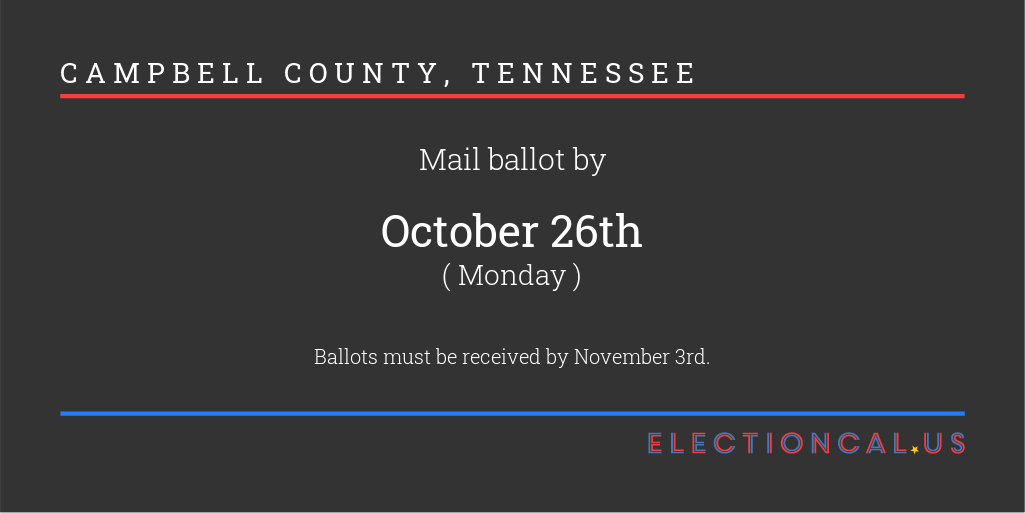 CAMPBELL COUNTY, TENNESSEE
Mail ballot by
October 26th
( Monday )
Ballots must be received by November 3rd.
ELECTIONCAL.US